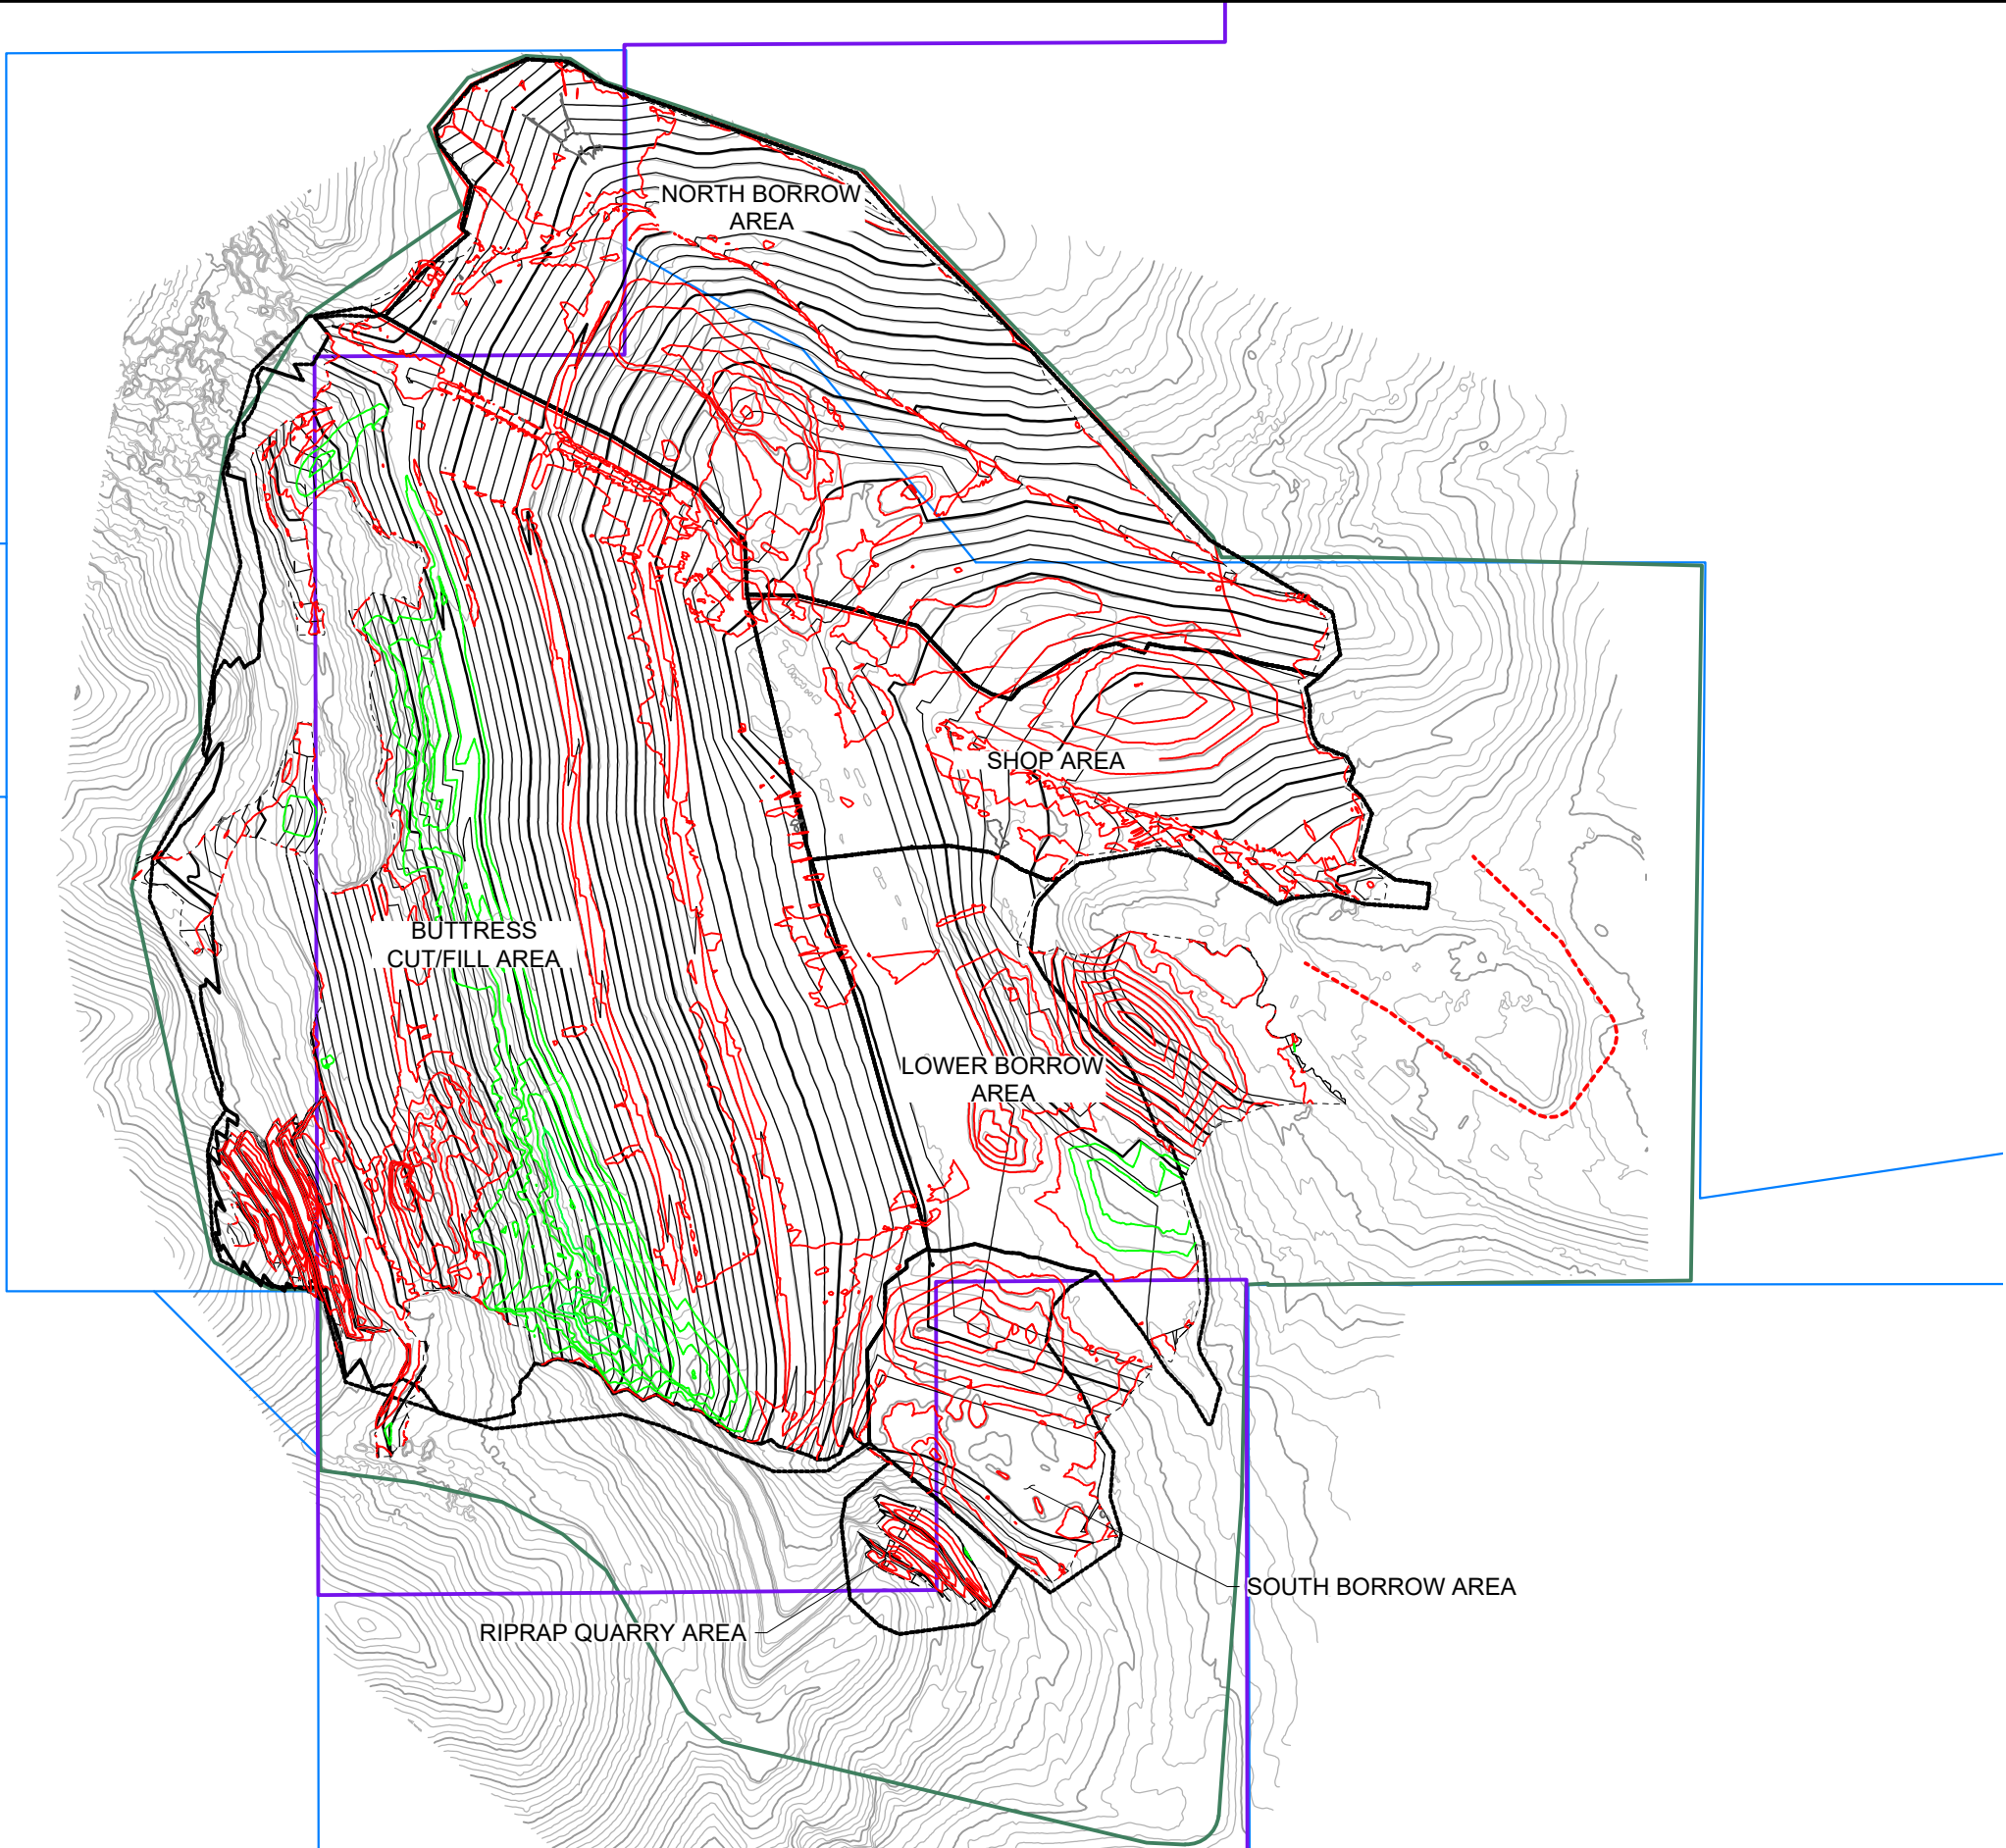 NORTH BORROW
AREA
SHOP AREA
BUTTRESS
CUT/FILL AREA
LOWER BORROW
AREA
SOUTH BORROW AREA
RIPRAP QUARRY AREA